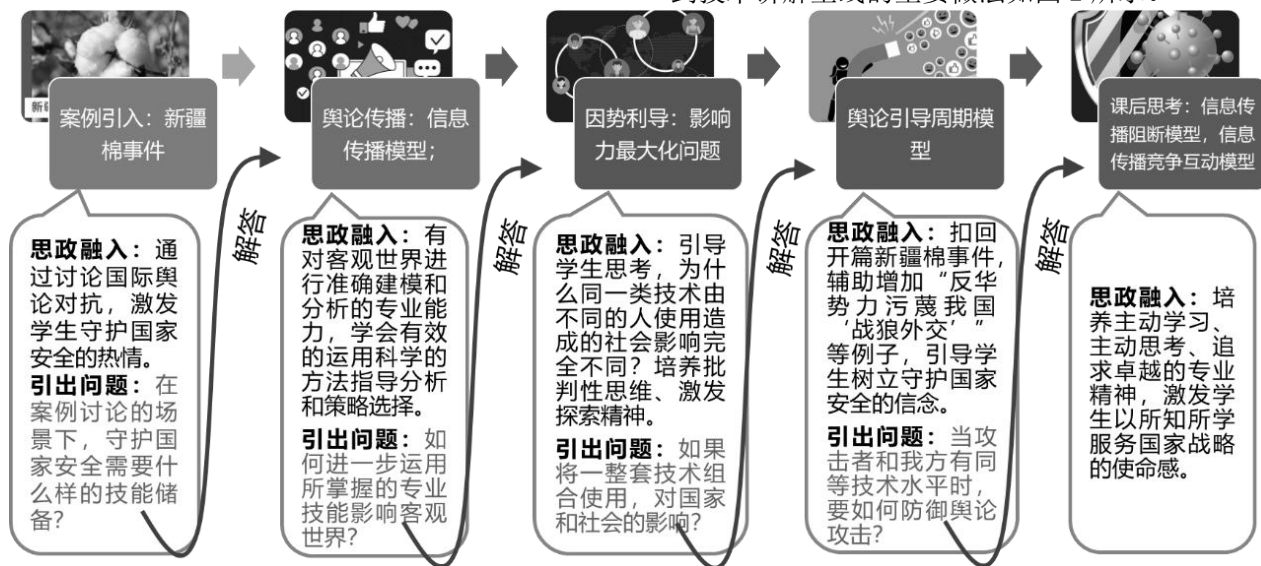 案例引入：新疆
棉事件
舆论传播：信息
传播模型；
因势利导：影响
力最大化问题
舆论引导周期模
型
课后思考：信息传
播阻断模型，信息
传播竞争互动模型
思政融入：通
过讨论国际舆
论对抗，激发
学生守护国家
安全的热情。
引出问题：在
案例讨论的场
景下，守护国
家安全需要什
么样的技能储
备？
解答
思政融入：有
对客观世界进
行准确建模和
分析的专业能
力，学会有效
的运用科学的
方法指导分析
和策略选择。
引出问题：如
何进一步运用
所掌握的专业
技能影响客观
世界？
解答
思政融入：引导
学生思考，为什
么同一类技术由
不同的人使用造
成的社会影响完
全不同？培养批
判性思维、激发
探索精神。
引出问题：如果
将一整套技术组
合使用，对国家
和社会的影响？
解答
思政融入：扣回
开篇新疆棉事件，
辅助增加“反华
势力污蔑我国
‘战狼外交’”
等例子，引导学
生树立守护国家
安全的信念。
引出问题：当攻
击者和我方有同
等技术水平时，
要如何防御舆论
攻击？
解答
思政融入：培
养主动学习、
主动思考、追
求卓越的专业
精神，激发学
生以所知所学
服务国家战略
的使命感。